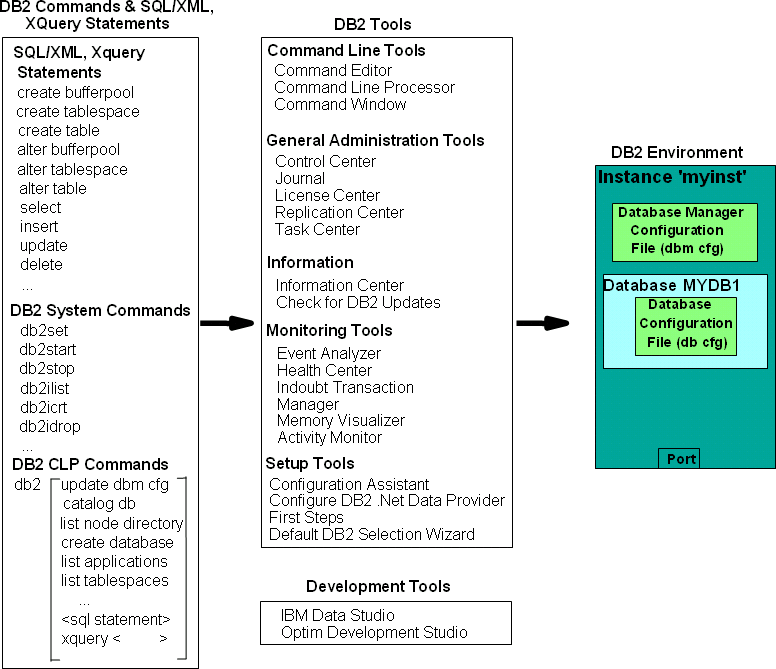 DB2 Commands & SQL/XML,
XQuery Statements
SQL/XML, Xquery
Statements
create bufferpool
create tablespace
create table
alter bufferpool
alter tablespace
alter table
select
insert
update
delete
...
DB2 System Commands
db2set
db2start
db2stop
db2ilist
db2icrt
db2idrop
...
DB2 CLP Commands
db2
update dbm cfg
catalog db
list node directory
create database
list applications
list tablespaces
...
<sql statement>
xquery < >
DB2 Tools
Command Line Tools
Command Editor
Command Line Processor
Command Window
General Administration Tools
Control Center
Journal
License Center
Replication Center
Task Center
Information
Information Center
Check for DB2 Updates
Monitoring Tools
Event Analyzer
Health Center
Indoubt Transaction
Manager
Memory Visualizer
Activity Monitor
Setup Tools
Configuration Assistant
Configure DB2 .Net Data Provider
First Steps
Default DB2 Selection Wizard
Development Tools
IBM Data Studio
Optim Development Studio
DB2 Environment
Instance 'myinst'
Database Manager
Configuration
File (dbm cfg)
Database MYDB1
Database
Configuration
File (db cfg)
Port